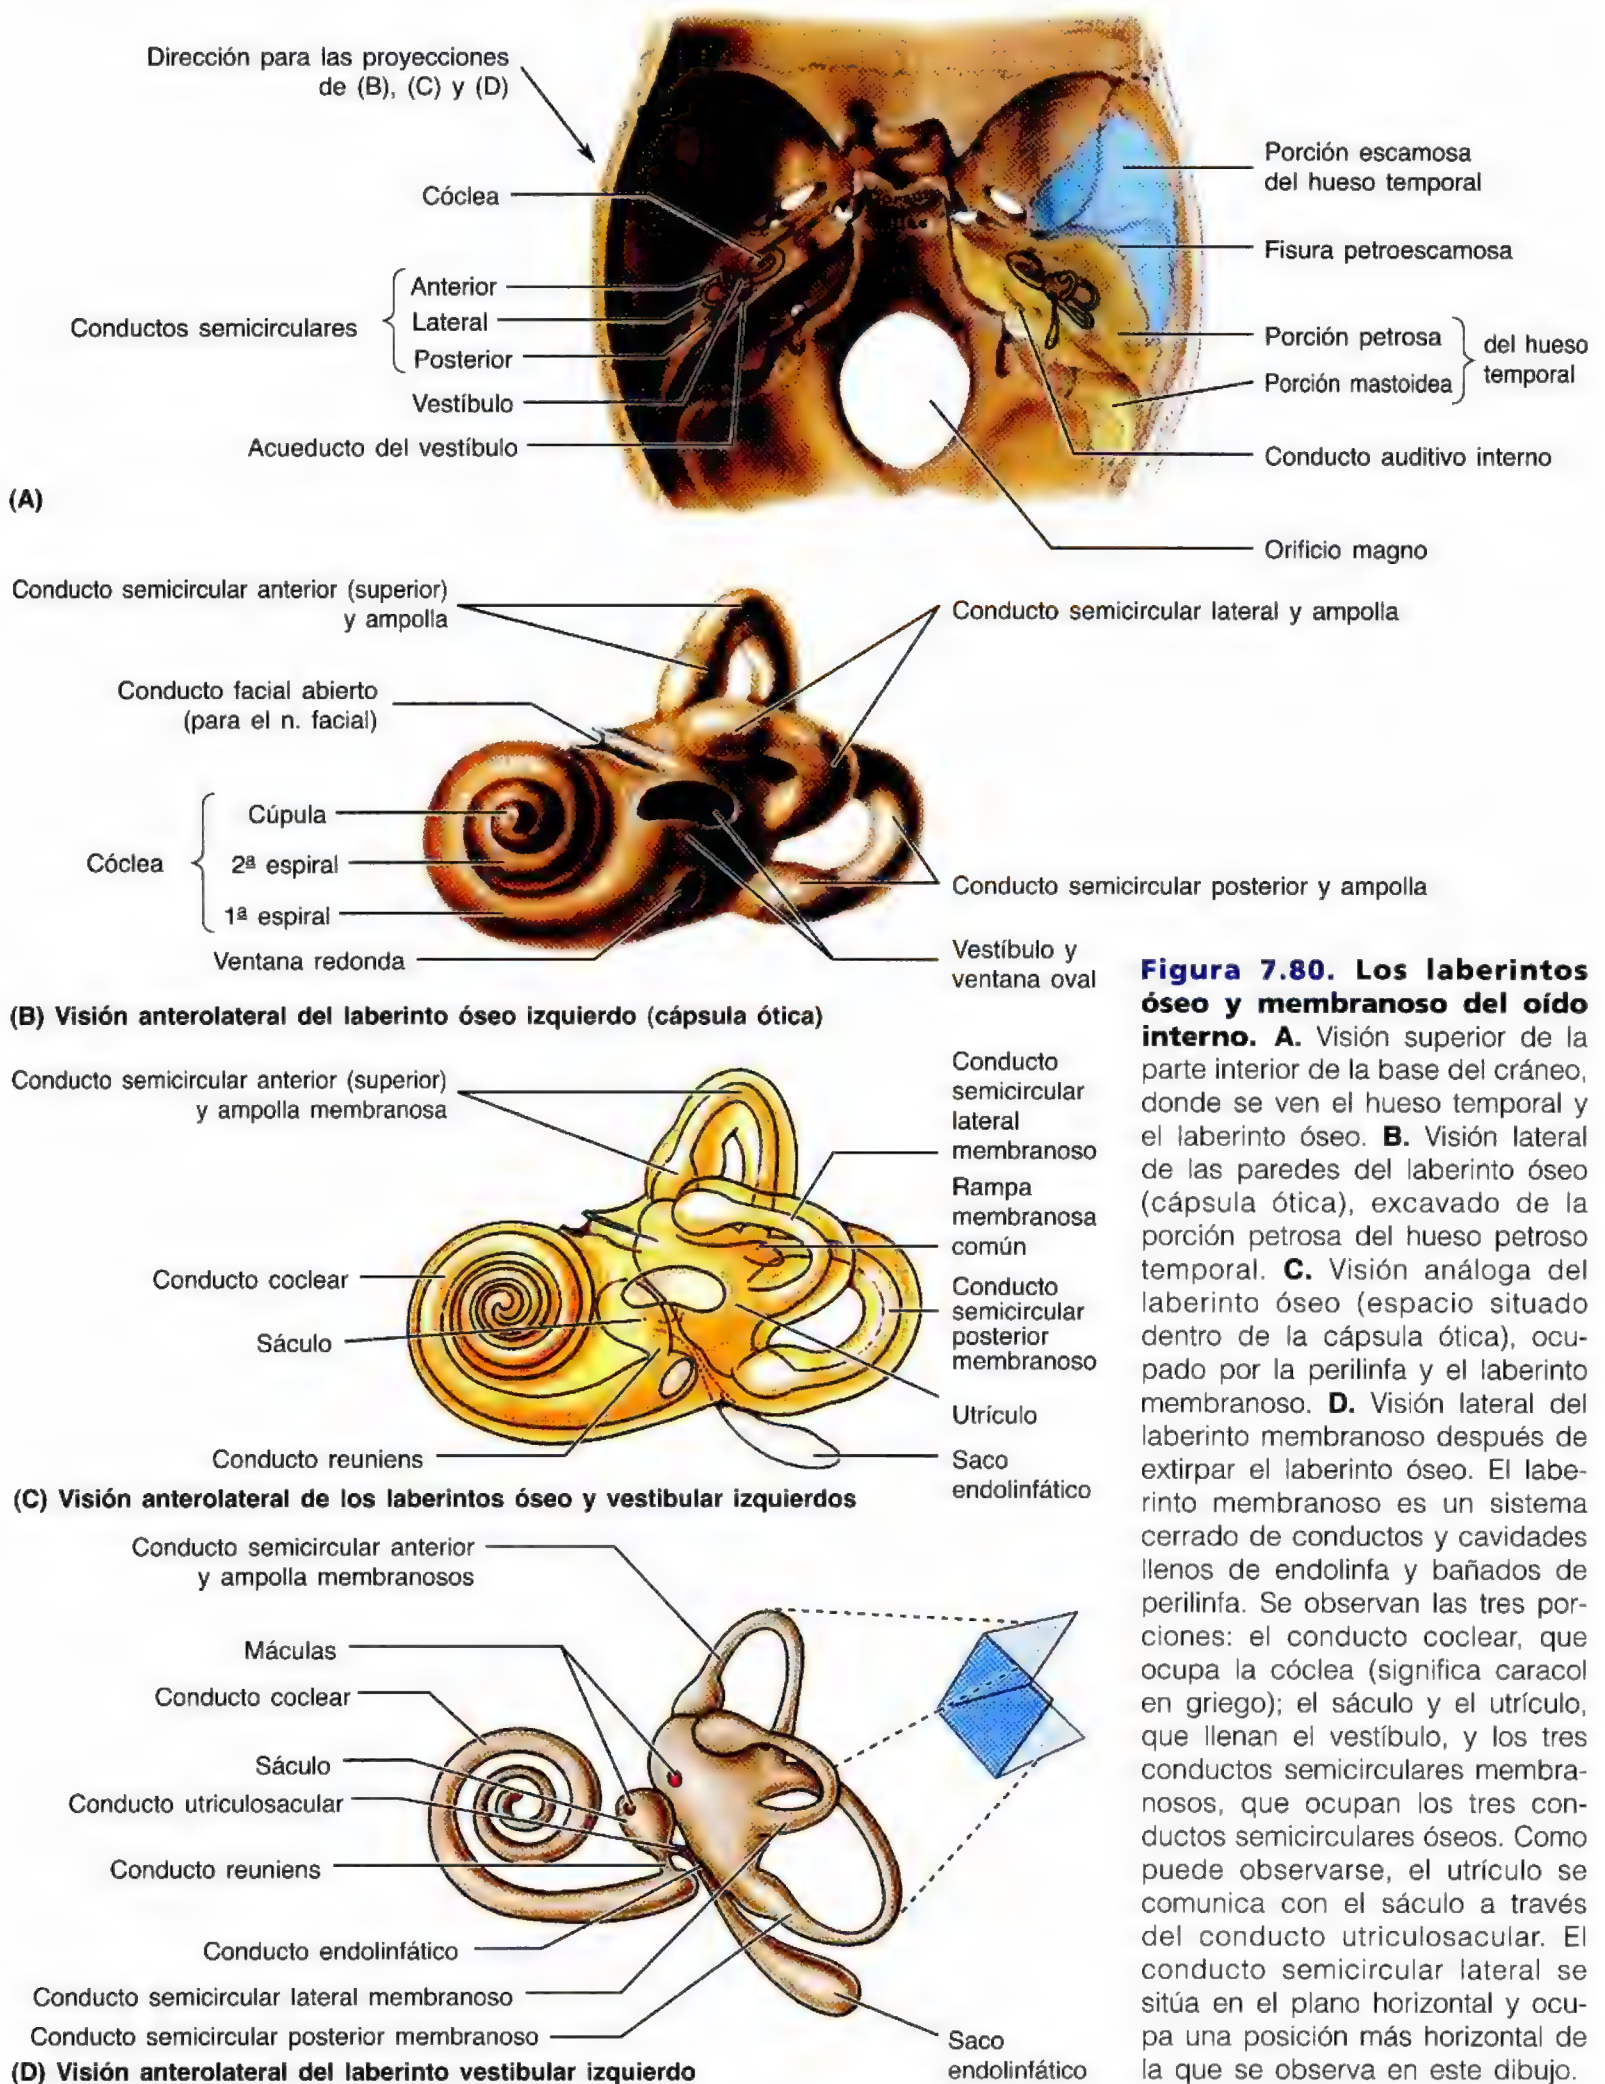 Dirección para las proyecciones
de (B), (C) y (D)
Cóclea
Conductos semicirculares
Anterior
Lateral
Posterior
Vestíbulo
Acueducto del vestíbulo
Porción escamosa
del hueso temporal
Fisura petroescamosa
Porción petrosa
Porción mastoidea
del hueso
temporal
Conducto auditivo interno
Orificio magno
(A)
Conducto semicircular anterior (superior)
y ampolla
Conducto facial abierto
(para el n. facial)
Cóclea
Cúpula
2ª espiral
1ª espiral
Ventana redonda
Conducto semicircular lateral y ampolla
Conducto semicircular posterior y ampolla
Vestíbulo y
ventana oval
(B) Visión anterolateral del laberinto óseo izquierdo (cápsula ótica)
Conducto semicircular anterior (superior)
y ampolla membranosa
Conducto coclear
Sáculo
Conducto reuniens
Conducto
semicircular
lateral
membranoso
Rampa
membranosa
común
Conducto
semicircular
posterior
membranoso
Utrículo
Saco
endolinfático
(C) Visión anterolateral de los laberintos óseo y vestibular izquierdos
Conducto semicircular anterior
y ampolla membranosos
Máculas
Conducto coclear
Sáculo
Conducto utriculosacular
Conducto reuniens
Conducto endolinfático
Conducto semicircular lateral membranoso
Conducto semicircular posterior membranoso
Saco
endolinfático
(D) Visión anterolateral del laberinto vestibular izquierdo
Figura 7.80. Los laberintos
óseo y membranoso del oído
interno. A. Visión superior de la
parte interior de la base del cráneo,
donde se ven el hueso temporal y
el laberinto óseo. B. Visión lateral
de las paredes del laberinto óseo
(cápsula ótica), excavado de la
porción petrosa del hueso petroso
temporal. C. Visión análoga del
laberinto óseo (espacio situado
dentro de la cápsula ótica), ocu-
pado por la perilinfa y el laberinto
membranoso. D. Visión lateral del
laberinto membranoso después de
extirpar el laberinto óseo. El labe-
rinto membranoso es un sistema
cerrado de conductos y cavidades
llenos de endolinfa y bañados de
perilinfa. Se observan las tres por-
ciones: el conducto coclear, que
ocupa la cóclea (significa caracol
en griego); el sáculo y el utrículo,
que llenan el vestíbulo, y los tres
conductos semicirculares membra-
nosos, que ocupan los tres con-
ductos semicirculares óseos. Como
puede observarse, el utrículo se
comunica con el sáculo a través
del conducto utriculosacular. El
conducto semicircular lateral se
sitúa en el plano horizontal y ocu-
pa una posición más horizontal de
la que se observa en este dibujo.